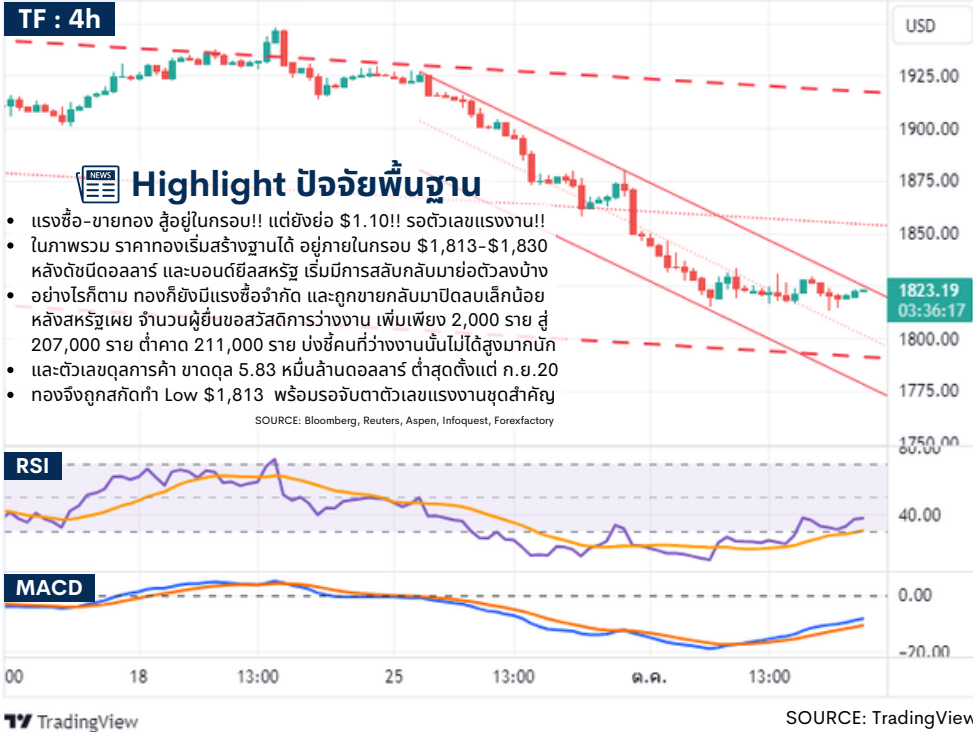 TF : 4h
USD
1925.00
1900.00
1875.00
1850.00
1823.19
03:36:17
1800.00
1775.00
1750.00
NEWS
Highlight ปัจจัยพื้นฐาน
• แรงซื้อ-ขายทอง สู้อยู่ในกรอบ!! แต่ยังย่อ $1.10!! รอตัวเลขแรงงาน!!
• ในภาพรวม ราคาทองเริ่มสร้างฐานได้ อยู่ภายในกรอบ $1,813-$1,830
หลังดัชนีดอลลาร์ และบอนด์ยีลสหรัฐ เริ่มมีการสลับกลับมาย่อตัวลงบ้าง
• อย่างไรก็ตาม ทองก็ยังมีแรงซื้อจำกัด และถูกขายกลับมาปิดลบเล็กน้อย
หลังสหรัฐเผย จำนวนผู้ยื่นขอสวัสดิการว่างงาน เพิ่มเพียง 2,000 ราย สู่
207,000 ราย ต่ำคาด 211,000 ราย บ่งชี้คนที่ว่างงานนั้นไม่ได้สูงมากนัก
• และตัวเลขดุลการค้า ขาดดุล 5.83 หมื่นล้านดอลลาร์ ต่ำสุดตั้งแต่ ก.ย.20
• ทองจึงถูกสกัดทำ Low $1,813 พร้อมรอจับตาตัวเลขแรงงานชุดสำคัญ
SOURCE: Bloomberg, Reuters, Aspen, Infoquest, Forexfactory
RSI
60.00
40.00
MACD
0.00
-20.00
:00 18 13:00 25 13:00 ต.ค. 13:00
TradingView
SOURCE: TradingView